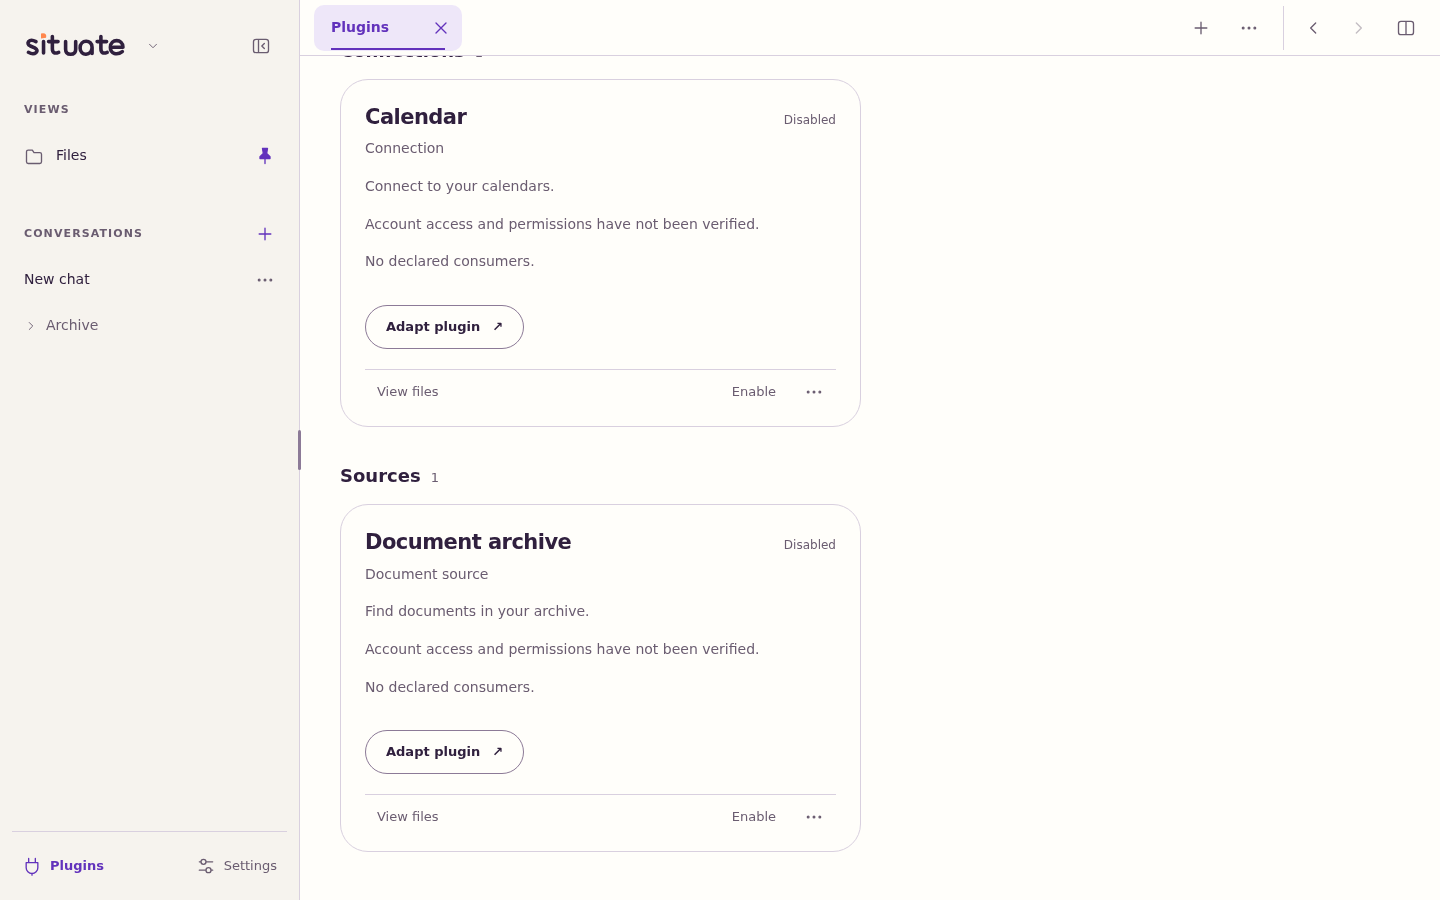 situate
Plugins
VIEWS
Files
CONVERSATIONS
New chat
Archive
Calendar
Disabled
Connection
Connect to your calendars.
Account access and permissions have not been verified.
No declared consumers.
Adapt plugin ↗
View files
Enable
Sources 1
Document archive
Disabled
Document source
Find documents in your archive.
Account access and permissions have not been verified.
No declared consumers.
Adapt plugin ↗
View files
Enable
Plugins
Settings